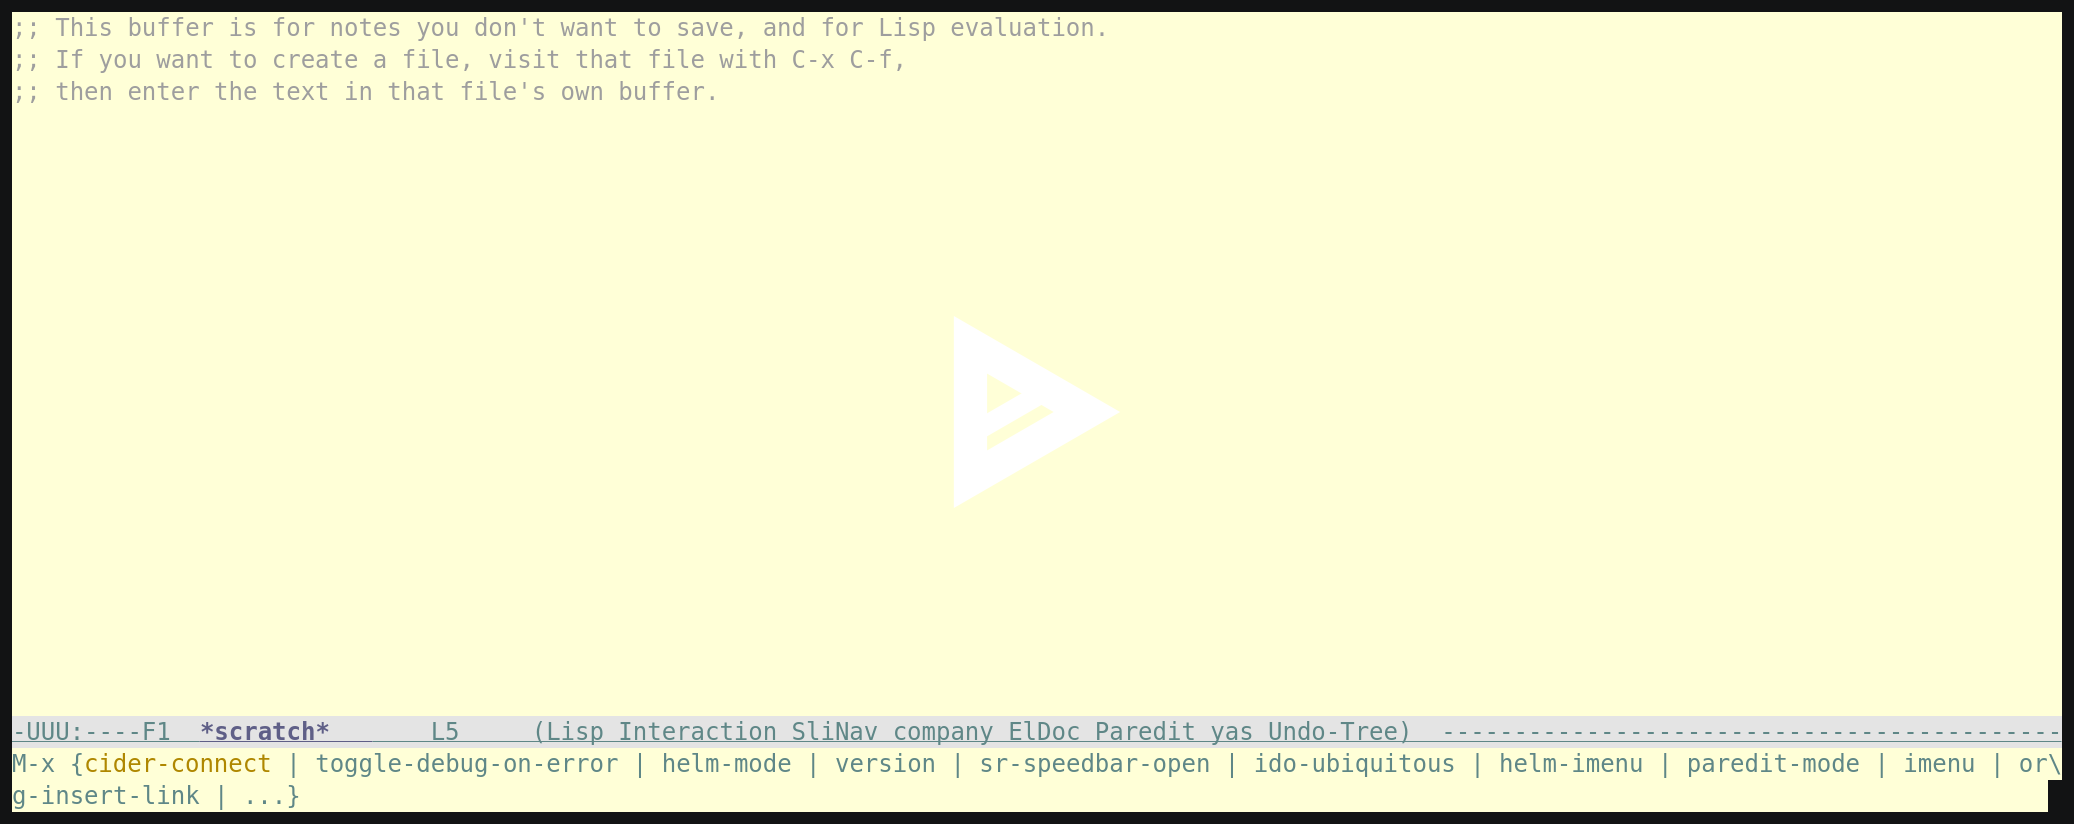 ;; This buffer is for notes you don't want to save, and for Lisp evaluation.
;; If you want to create a file, visit that file with C-x C-f,
;; then enter the text in that file's own buffer.
-UUU:----F1  *scratch*       L5     (Lisp Interaction SliNav company ElDoc Paredit yas Undo-Tree)  -------------------------------------------
M-x {cider-connect | toggle-debug-on-error | helm-mode | version | sr-speedbar-open | ido-ubiquitous | helm-imenu | paredit-mode | imenu | or\
g-insert-link | ...}